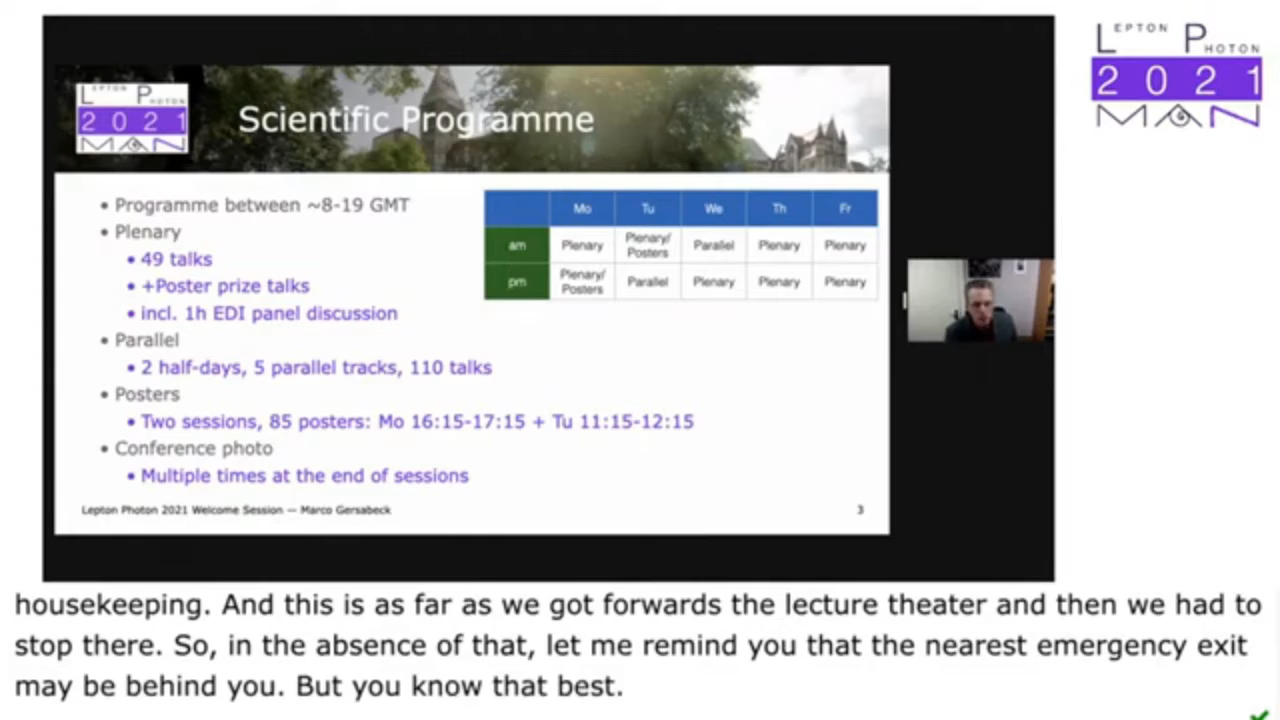 LEPTON PHOTON
2021
MAN
Scientific Programme
• Programme between ~8-19 GMT
• Plenary
• 49 talks
• +Poster prize talks
• incl. 1h EDI panel discussion
• Parallel
• 2 half-days, 5 parallel tracks, 110 talks
• Posters
• Two sessions, 85 posters: Mo 16:15-17:15 + Tu 11:15-12:15
• Conference photo
• Multiple times at the end of sessions
Mo Tu We Th Fr
am Plenary Plenary/ Posters Parallel Plenary Plenary
pm Plenary/ Posters Parallel Plenary Plenary Plenary
Lepton Photon 2021 Welcome Session — Marco Gersabeck
3
LEPTON PHOTON
2021
MAN
housekeeping. And this is as far as we got forwards the lecture theater and then we had to
stop there. So, in the absence of that, let me remind you that the nearest emergency exit
may be behind you. But you know that best.